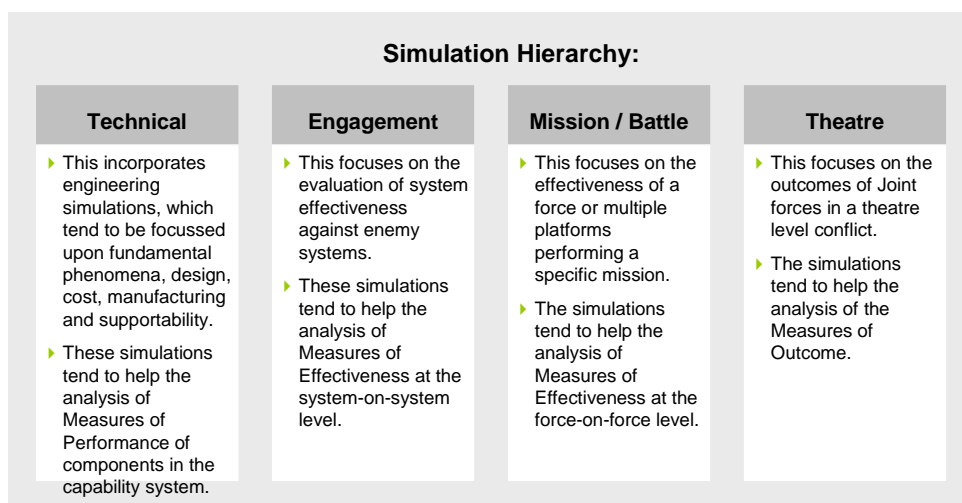 Simulation Hierarchy:
Technical
This incorporates
engineering
simulations, which
tend to be focussed
upon fundamental
phenomena, design,
cost, manufacturing
and supportability.
These simulations
tend to help the
analysis of
Measures of
Performance of
components in the
capability system.
Engagement
This focuses on the
evaluation of system
effectiveness
against enemy
systems.
These simulations
tend to help the
analysis of
Measures of
Effectiveness at the
system-on-system
level.
Mission / Battle
This focuses on the
effectiveness of a
force or multiple
platforms
performing a
specific mission.
The simulations
tend to help the
analysis of
Measures of
Effectiveness at the
force-on-force level.
Theatre
This focuses on the
outcomes of Joint
forces in a theatre
level conflict.
The simulations
tend to help the
analysis of the
Measures of
Outcome.